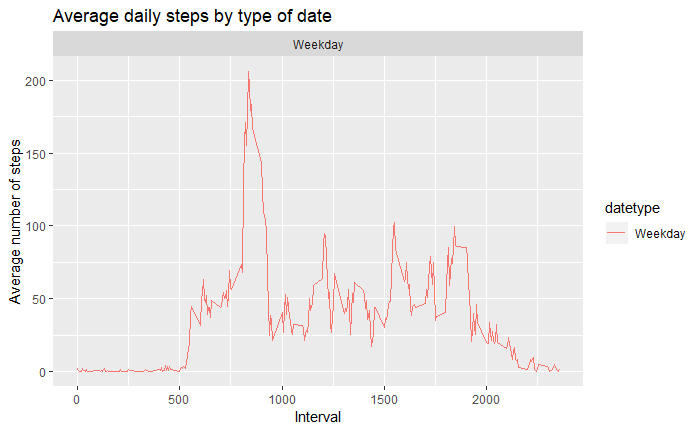 Average daily steps by type of date
Weekday
200
150
100
50
0
Average number of steps
0 500 1000 1500 2000
Interval
datetype
Weekday